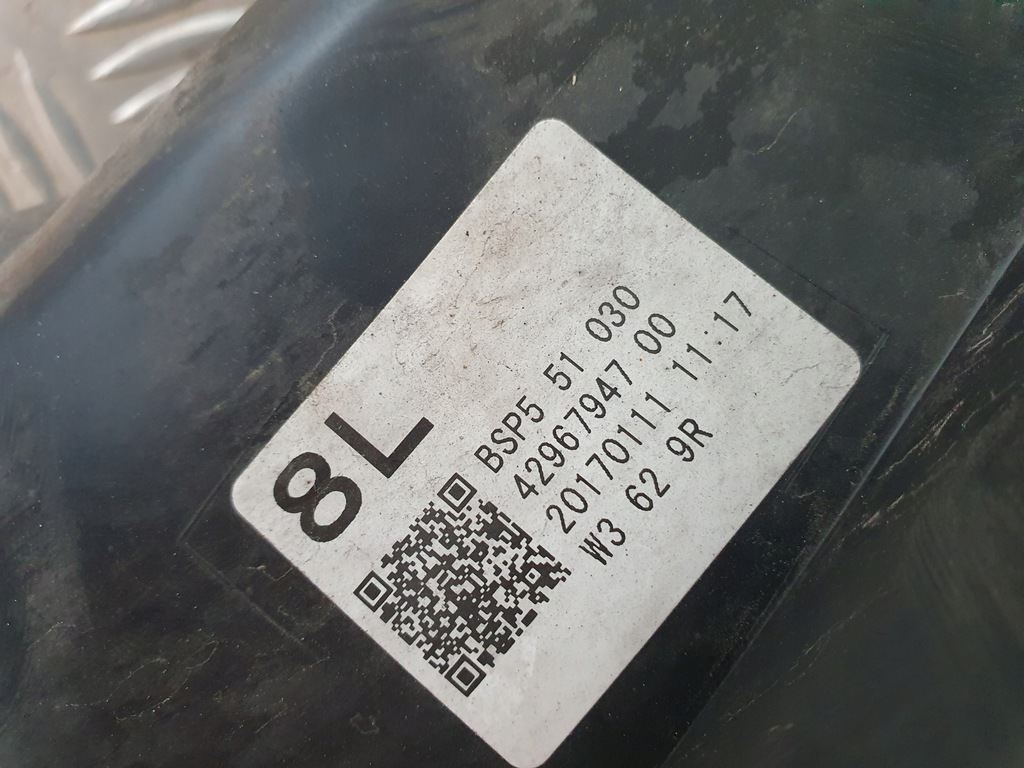 8L
BSP5 51 030
42967947 00
20170111 11:17
W3 62 9R